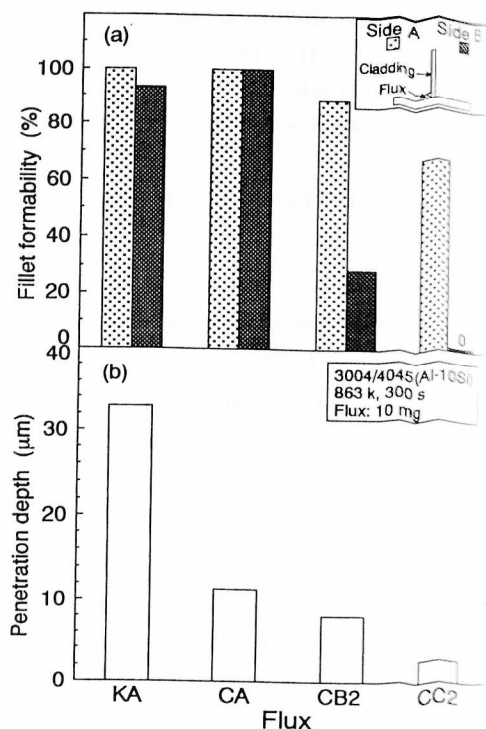 (a)
Side A Side B
Cladding
Flux
Fillet formability (%)
100
80
60
40
20
0
0
(b)
3004/4045(Al-10Si)
863 k, 300 s
Flux: 10 mg
Penetration depth (μm)
40
30
20
10
0
KA CA CB2 CC2
Flux